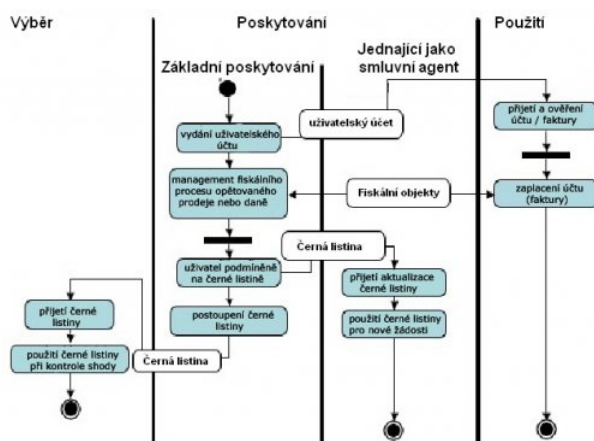 Výběr
Poskytování
Použití
Základní poskytování
Jednající jako
smluvní agent
vydání uživatelského
účtu
uživatelský účet
přijetí a ověření
účtu / faktury
management fiskálního
procesu opětovaného
prodeje nebo daně
Fiskální objekty
zaplacení účtu
(faktury)
uživatel podmíněně
na černé listině
Černá listina
přijetí aktualizace
černé listiny
postoupení černé
listiny
použití černé listiny
pro nové žádosti
přijetí černé
listiny
použití černé listiny
při kontrole shody
Černá listina